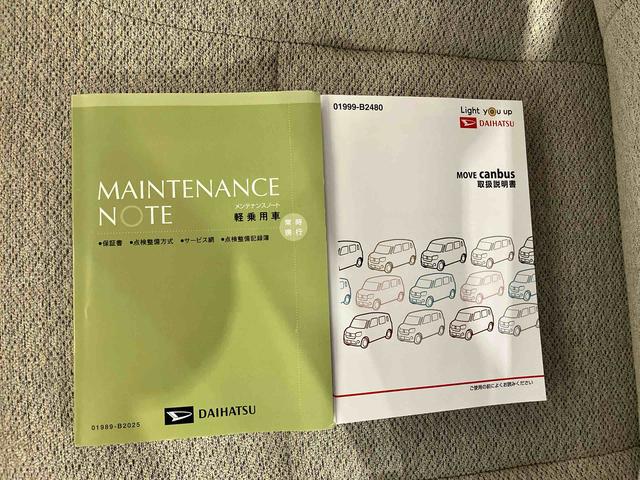 MAINTENANCE
NOTE
メンテナンスノート
軽乗用車
常時
携行
•保証書 •点検整備方式 •サービス網 •点検整備記録簿
DAIHATSU
01989-B2025
01999-B2480
Light you up
DAIHATSU
MOVE canbus
取扱説明書
ご使用の前によくお読みください